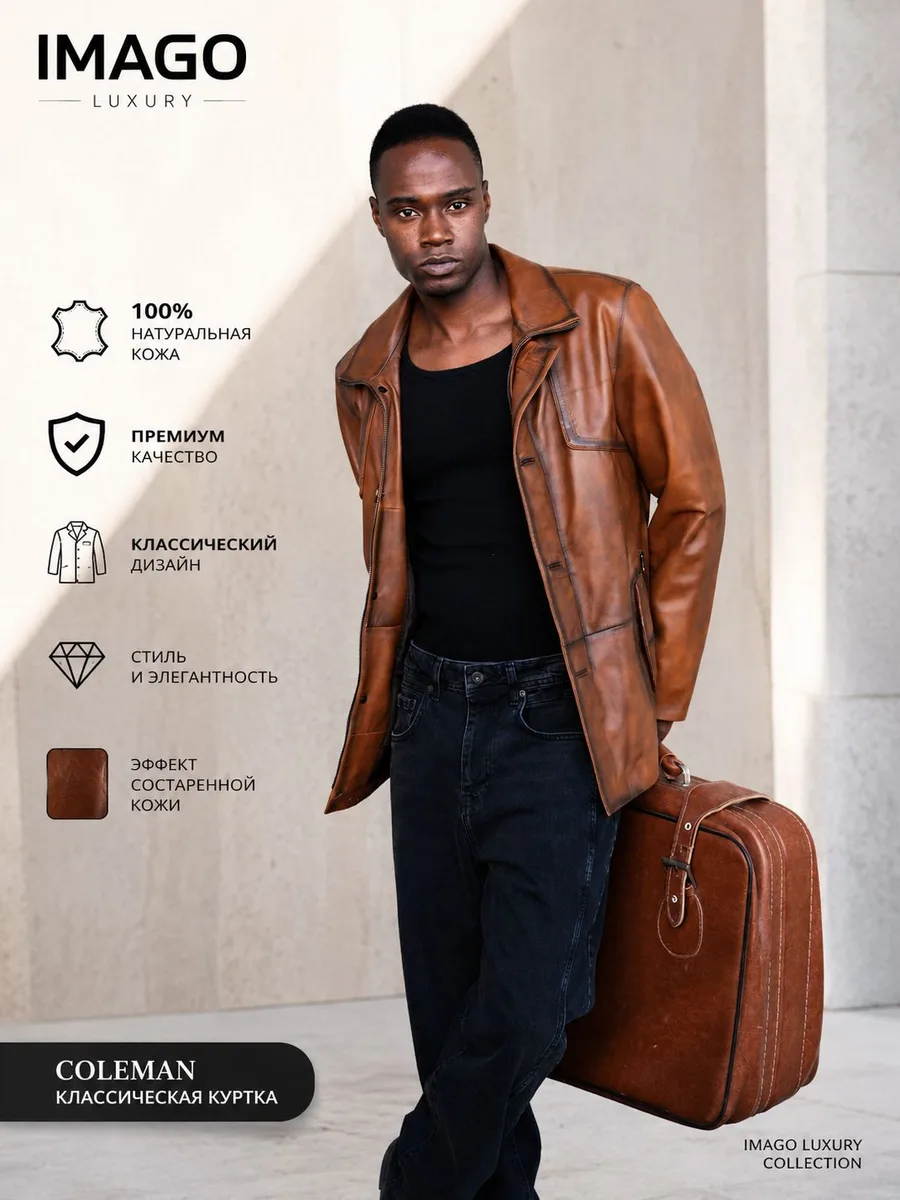 IMAGO
LUXURY
100%
НАТУРАЛЬНАЯ
КОЖА
ПРЕМИУМ
КАЧЕСТВО
КЛАССИЧЕСКИЙ
ДИЗАЙН
СТИЛЬ
И ЭЛЕГАНТНОСТЬ
ЭФФЕКТ
СОСТАРЕННОЙ
КОЖИ
COLEMAN
КЛАССИЧЕСКАЯ КУРТКА
IMAGO LUXURY
COLLECTION